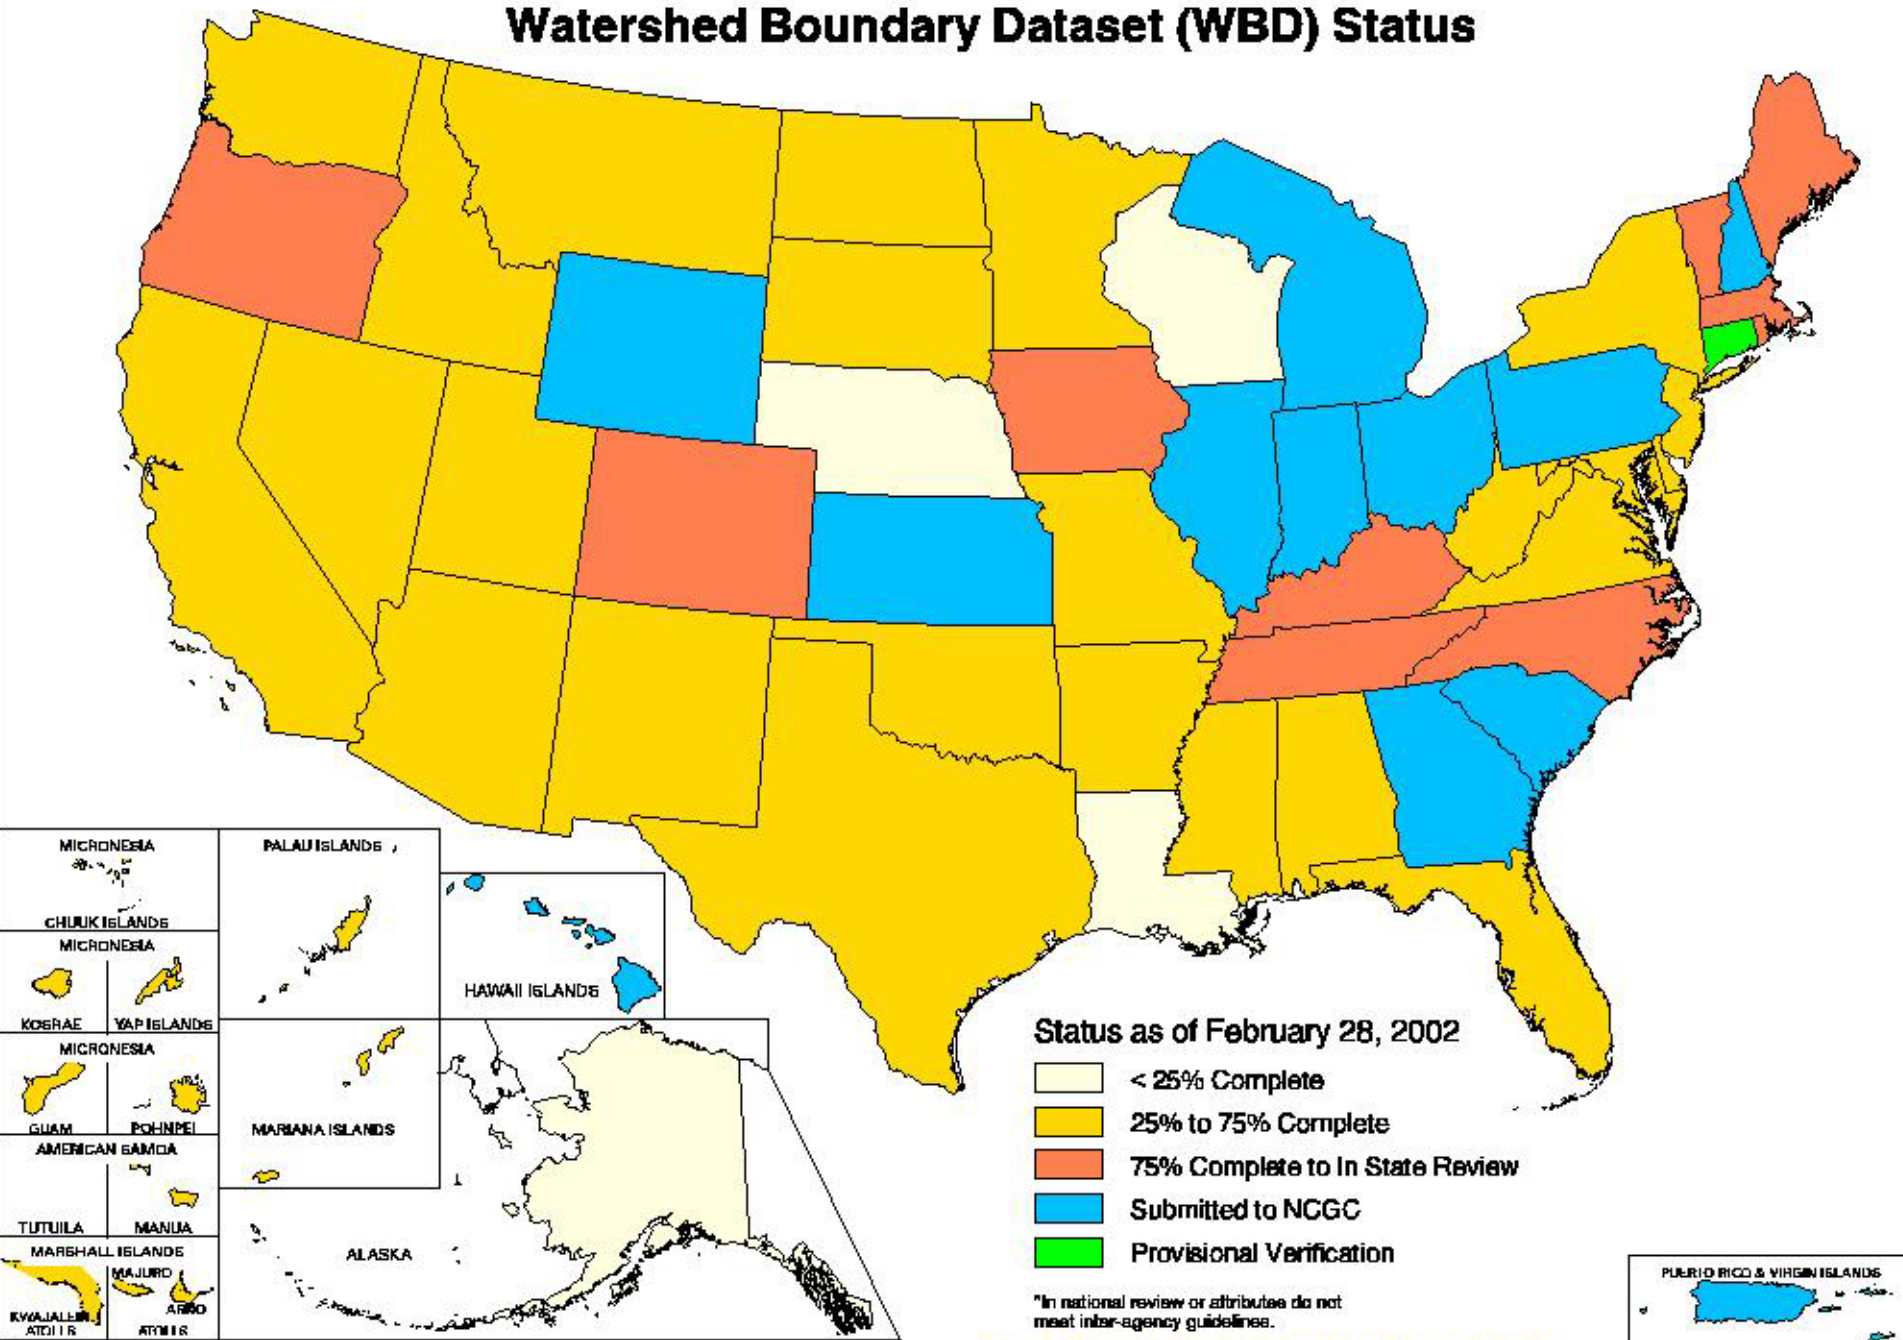 Watershed Boundary Dataset (WBD) Status
MICRONESIA
CHUUK ISLANDS
MICRONESIA
KOSRAE
YAP ISLANDS
MICRONESIA
GUAM
POHNPEI
AMERICAN SAMOA
TUTUILA
MANUA
MARSHALL ISLANDS
MAJURO
KWAJALEIN
ARNO
ATOLLS
ATOLLS
PALAU ISLANDS
HAWAII ISLANDS
MARIANA ISLANDS
ALASKA
Status as of February 28, 2002
< 25% Complete
25% to 75% Complete
75% Complete to In State Review
Submitted to NCGC
Provisional Verification
*In national review or attributes do not
meet inter-agency guidelines.
PUERTO RICO & VIRGIN ISLANDS